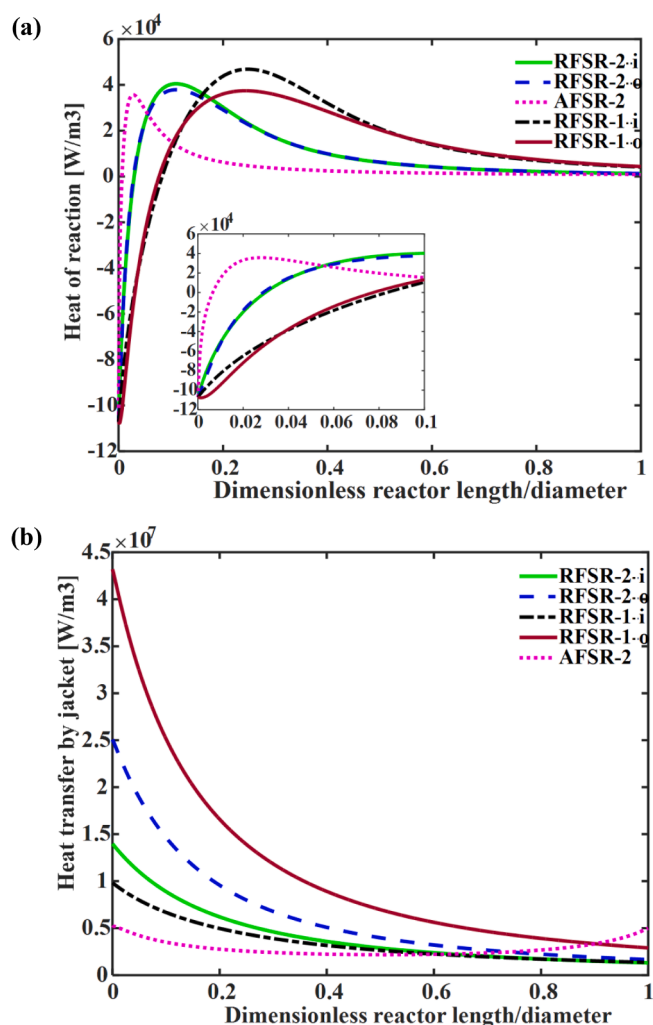 (a)
×10⁴
6
4
2
0
-2
-4
-6
-8
-10
-12
Heat of reaction [W/m3]
RFSR-2 i
RFSR-2 o
AFSR-2
RFSR-1 i
RFSR-1 o
×10⁴
6
4
2
0
-2
-4
-6
-8
-10
-12
0 0.02 0.04 0.06 0.08 0.1
0 0.2 0.4 0.6 0.8 1
Dimensionless reactor length/diameter
(b)
×10⁷
4.5
4
3.5
3
2.5
2
1.5
1
0.5
0
Heat transfer by jacket [W/m3]
RFSR-2 i
RFSR-2 o
RFSR-1 i
RFSR-1 o
AFSR-2
0 0.2 0.4 0.6 0.8 1
Dimensionless reactor length/diameter